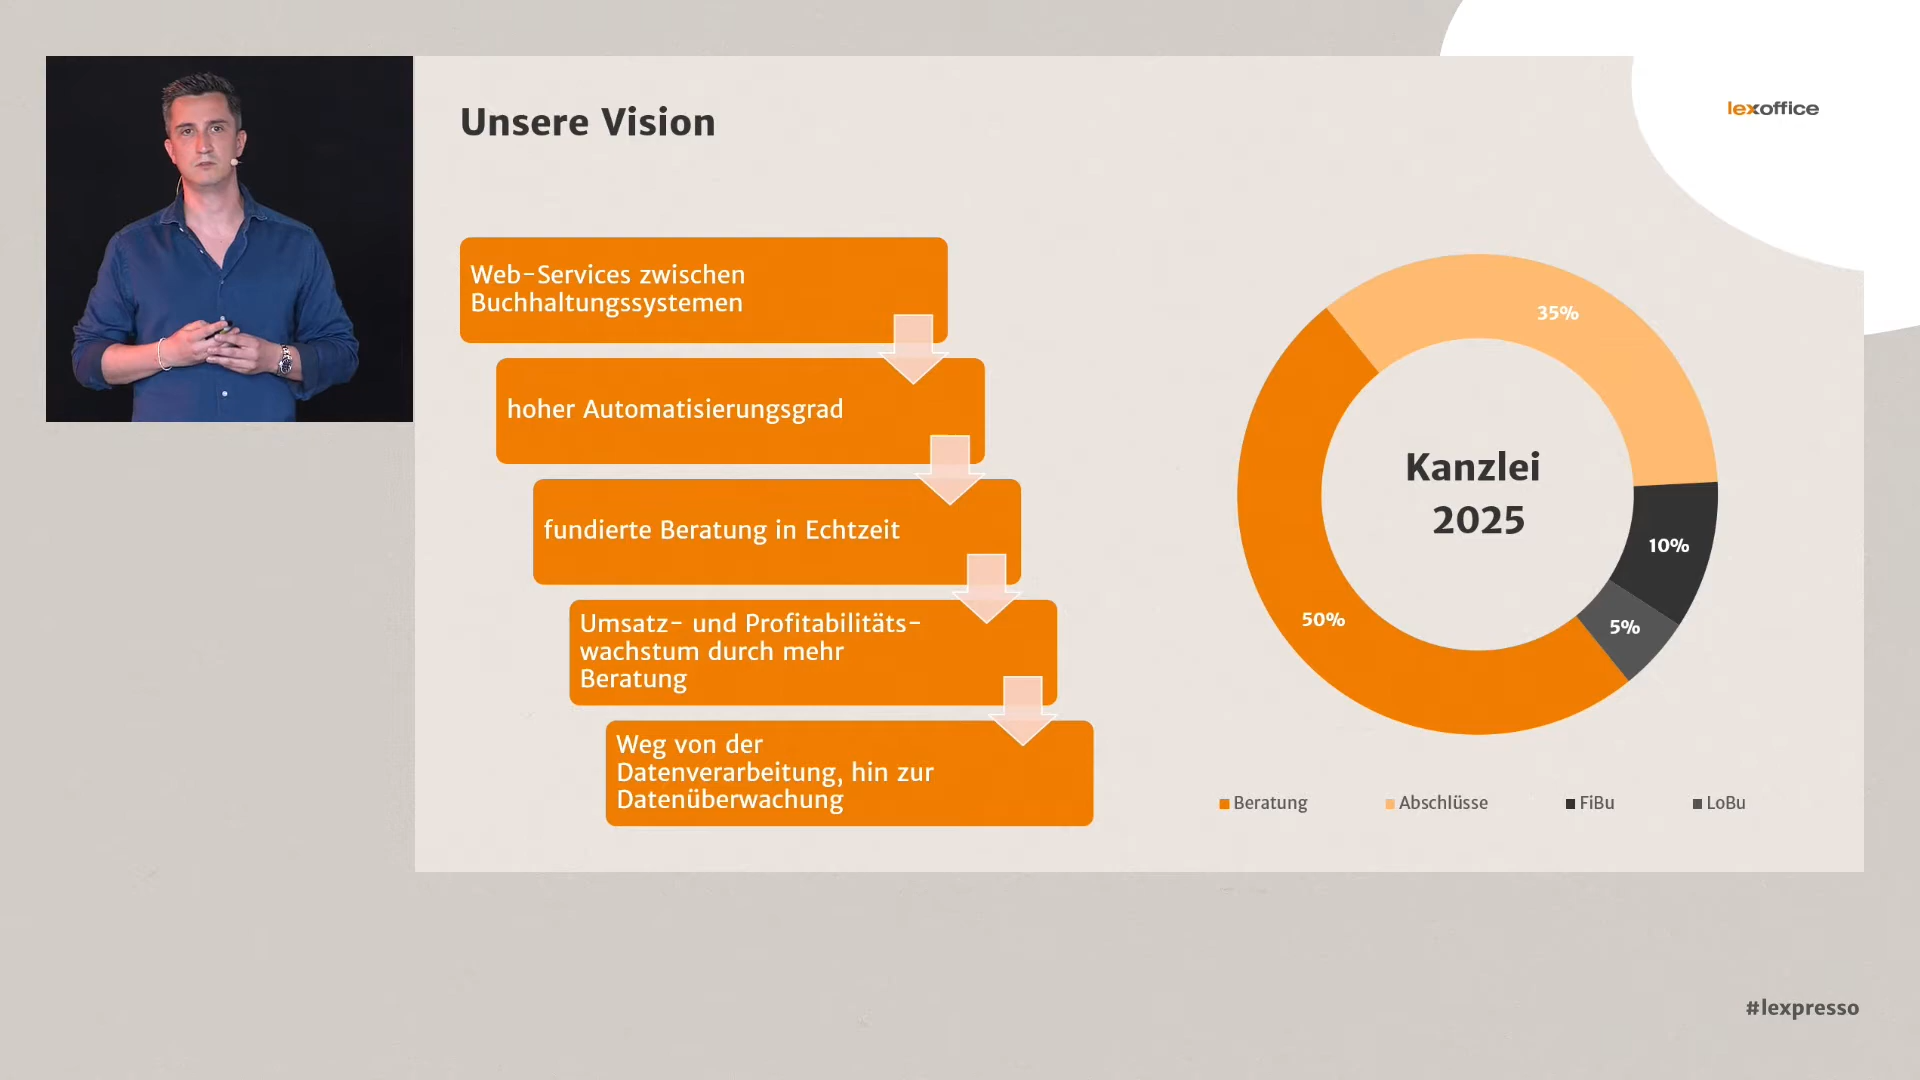 Unsere Vision
lexoffice
Web-Services zwischen
Buchhaltungssystemen
hoher Automatisierungsgrad
fundierte Beratung in Echtzeit
Umsatz- und Profitabilitäts-
wachstum durch mehr
Beratung
Weg von der
Datenverarbeitung, hin zur
Datenüberwachung
35%
10%
5%
50%
Kanzlei
2025
Beratung
Abschlüsse
FiBu
LoBu
#lexpresso